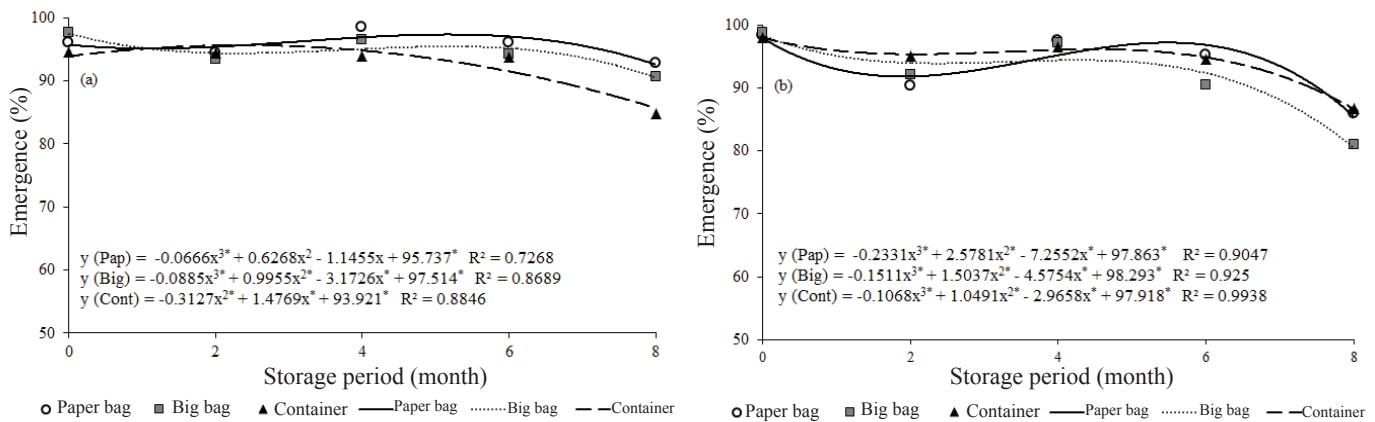 100
90
80
70
60
50
Emergence (%)
(a)
y (Pap) = -0.0666x³* + 0.6268x² - 1.1455x + 95.737* R² = 0.7268
y (Big) = -0.0885x³* + 0.9955x²* - 3.1726x* + 97.514* R² = 0.8689
y (Cont) = -0.3127x²* + 1.4769x* + 93.921* R² = 0.8846
0 2 4 6 8
Storage period (month)
Paper bag Big bag Container Paper bag Big bag Container
100
90
80
70
60
50
Emergence (%)
(b)
y (Pap) = -0.2331x³* + 2.5781x²* - 7.2552x* + 97.863* R² = 0.9047
y (Big) = -0.1511x³* + 1.5037x²* - 4.5754x* + 98.293* R² = 0.925
y (Cont) = -0.1068x³* + 1.0491x²* - 2.9658x* + 97.918* R² = 0.9938
0 2 4 6 8
Storage period (month)
Paper bag Big bag Container Paper bag Big bag Container